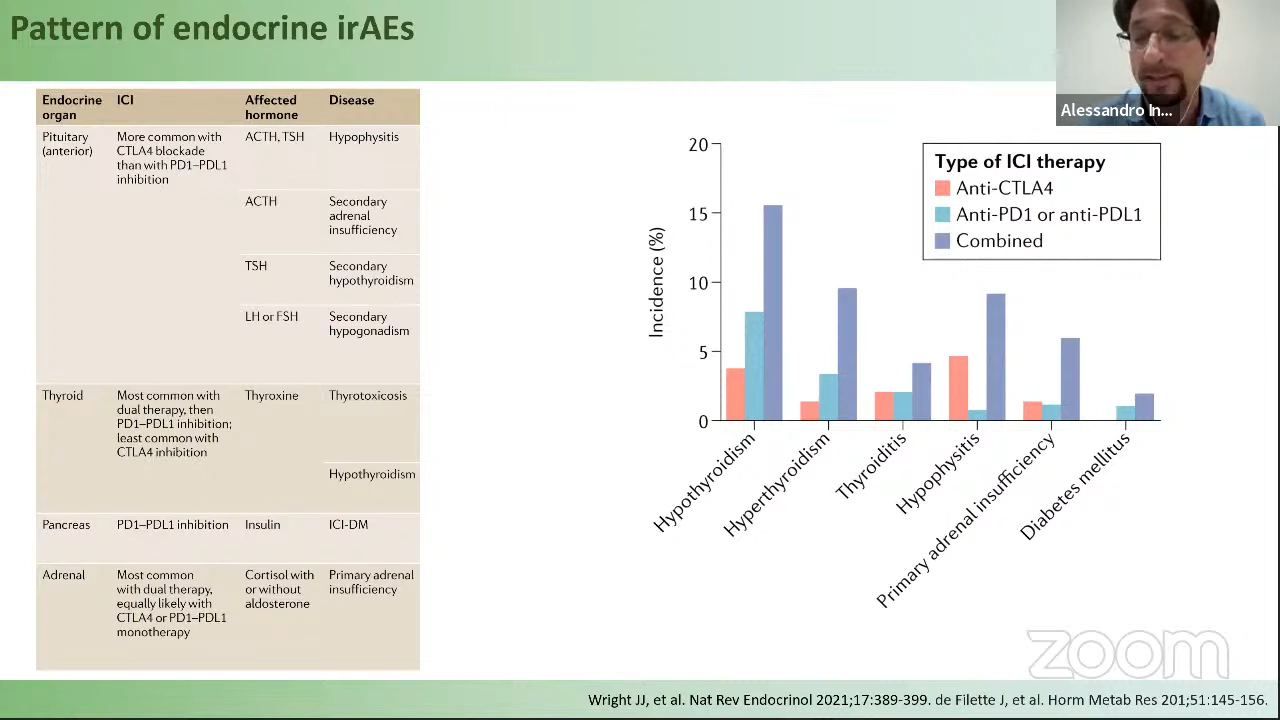 Pattern of endocrine irAEs
Alessandro In...
Endocrine organ
ICI
Affected hormone
Disease
Pituitary (anterior)
More common with
CTLA4 blockade
than with PD1–PDL1
inhibition
ACTH, TSH
Hypophysitis
ACTH
Secondary
adrenal
insufficiency
TSH
Secondary
hypothyroidism
LH or FSH
Secondary
hypogonadism
Thyroid
Most common with
dual therapy, then
PD1–PDL1 inhibition;
least common with
CTLA4 inhibition
Thyroxine
Thyrotoxicosis
Hypothyroidism
Pancreas
PD1–PDL1 inhibition
Insulin
ICI-DM
Adrenal
Most common
with dual therapy,
equally likely with
CTLA4 or PD1–PDL1
monotherapy
Cortisol with
or without
aldosterone
Primary adrenal
insufficiency
Incidence (%)
20
15
10
5
0
Type of ICI therapy
Anti-CTLA4
Anti-PD1 or anti-PDL1
Combined
Hypothyroidism
Hyperthyroidism
Thyroiditis
Hypophysitis
Primary adrenal insufficiency
Diabetes mellitus
zoom
Wright JJ, et al. Nat Rev Endocrinol 2021;17:389-399. de Filette J, et al. Horm Metab Res 201;51:145-156.